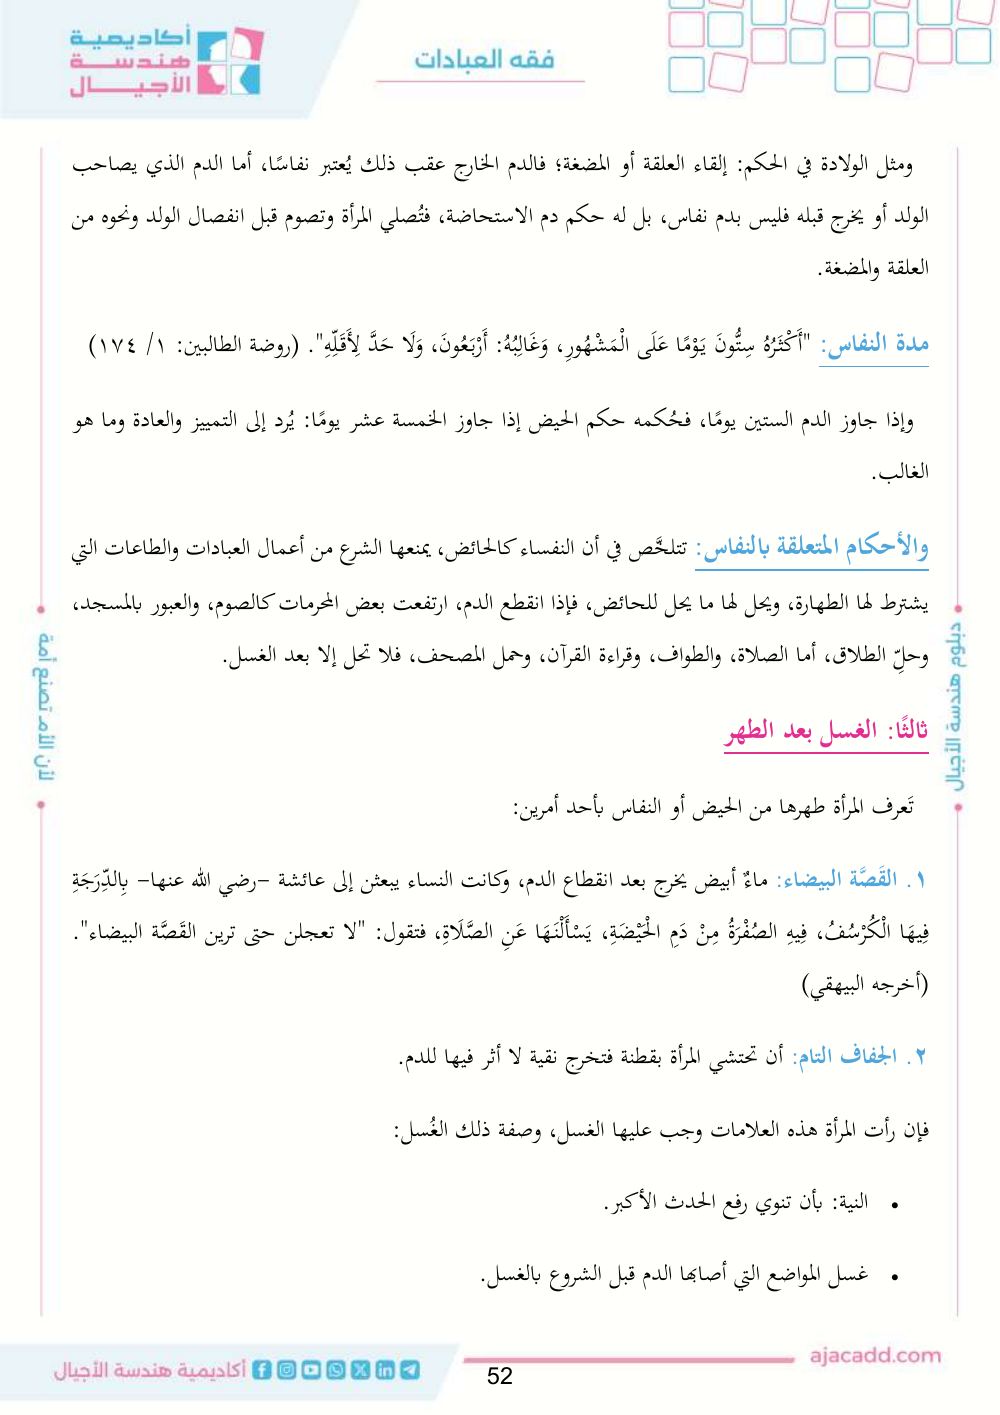 أكاديمية
هندسة
الأجيال
فقه العبادات
ومثل الولادة في الحكم: إلقاء العلقة أو المضغة؛ فالدم الخارج عقب ذلك يُعتبر نفاسًا، أما الدم الذي يصاحب
الولد أو يخرج قبله فليس بدم نفاس، بل له حكم دم الاستحاضة، فتُصلي المرأة وتصوم قبل انفصال الولد ونحوه من
العلقة والمضغة.
مدة النفاس: "أَكْثَرُهُ سِتُّونَ يَوْمًا عَلَى الْمَشْهُورِ، وَغَالِبُهُ: أَرْبَعُونَ، وَلَا حَدَّ لِأَقَلِّهِ". (روضة الطالبين: ١/ ١٧٤)
وإذا جاوز الدم الستين يومًا، فحُكمه حكم الحيض إذا جاوز الخمسة عشر يومًا: يُرد إلى التمييز والعادة وما هو
الغالب.
والأحكام المتعلقة بالنفاس: تتلخَّص في أن النفساء كالحائض، يمنعها الشرع من أعمال العبادات والطاعات التي
يشترط لها الطهارة، ويحل لها ما يحل للحائض، فإذا انقطع الدم، ارتفعت بعض المحرمات كالصوم، والعبور بالمسجد،
وحلِّ الطلاق، أما الصلاة، والطواف، وقراءة القرآن، وحمل المصحف، فلا تحل إلا بعد الغسل.
ثالثًا: الغسل بعد الطهر
تَعرف المرأة طهرها من الحيض أو النفاس بأحد أمرين:
١. القَصَّة البيضاء: ماءٌ أبيض يخرج بعد انقطاع الدم، وكانت النساء يبعثن إلى عائشة –رضي الله عنها– بِالدِّرَجَةِ
فِيهَا الْكُرْسُفُ، فِيهِ الصُفْرَةُ مِنْ دَمِ الْحَيْضَةِ، يَسْأَلْنَهَا عَنِ الصَّلَاةِ، فتقول: "لا تعجلن حتى ترين القَصَّة البيضاء".
(أخرجه البيهقي)
٢. الجفاف التام: أن تحتشي المرأة بقطنة فتخرج نقية لا أثر فيها للدم.
فإن رأت المرأة هذه العلامات وجب عليها الغسل، وصفة ذلك الغُسل:
• النية: بأن تنوي رفع الحدث الأكبر.
• غسل المواضع التي أصابها الدم قبل الشروع بالغسل.
دبلوم هندسة الأجيال
لأن الأم تصنع أمة
ajacadd.com
52
أكاديمية هندسة الأجيال